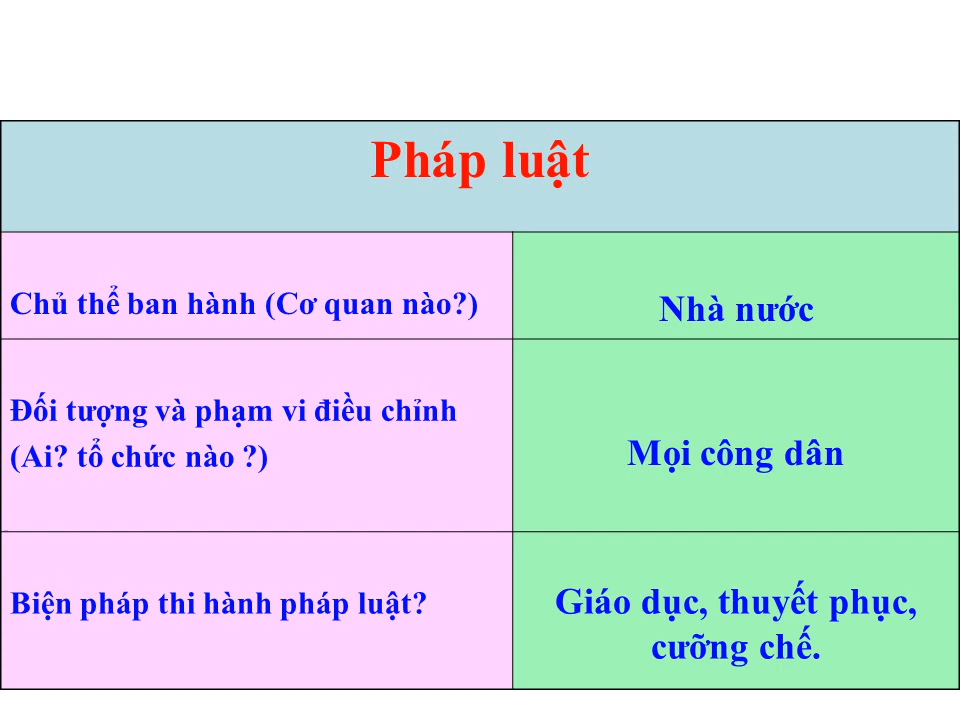 Pháp luật
Chủ thể ban hành (Cơ quan nào?)
Nhà nước
Đối tượng và phạm vi điều chỉnh
(Ai? tổ chức nào ?)
Mọi công dân
Biện pháp thi hành pháp luật?
Giáo dục, thuyết phục,
cưỡng chế.